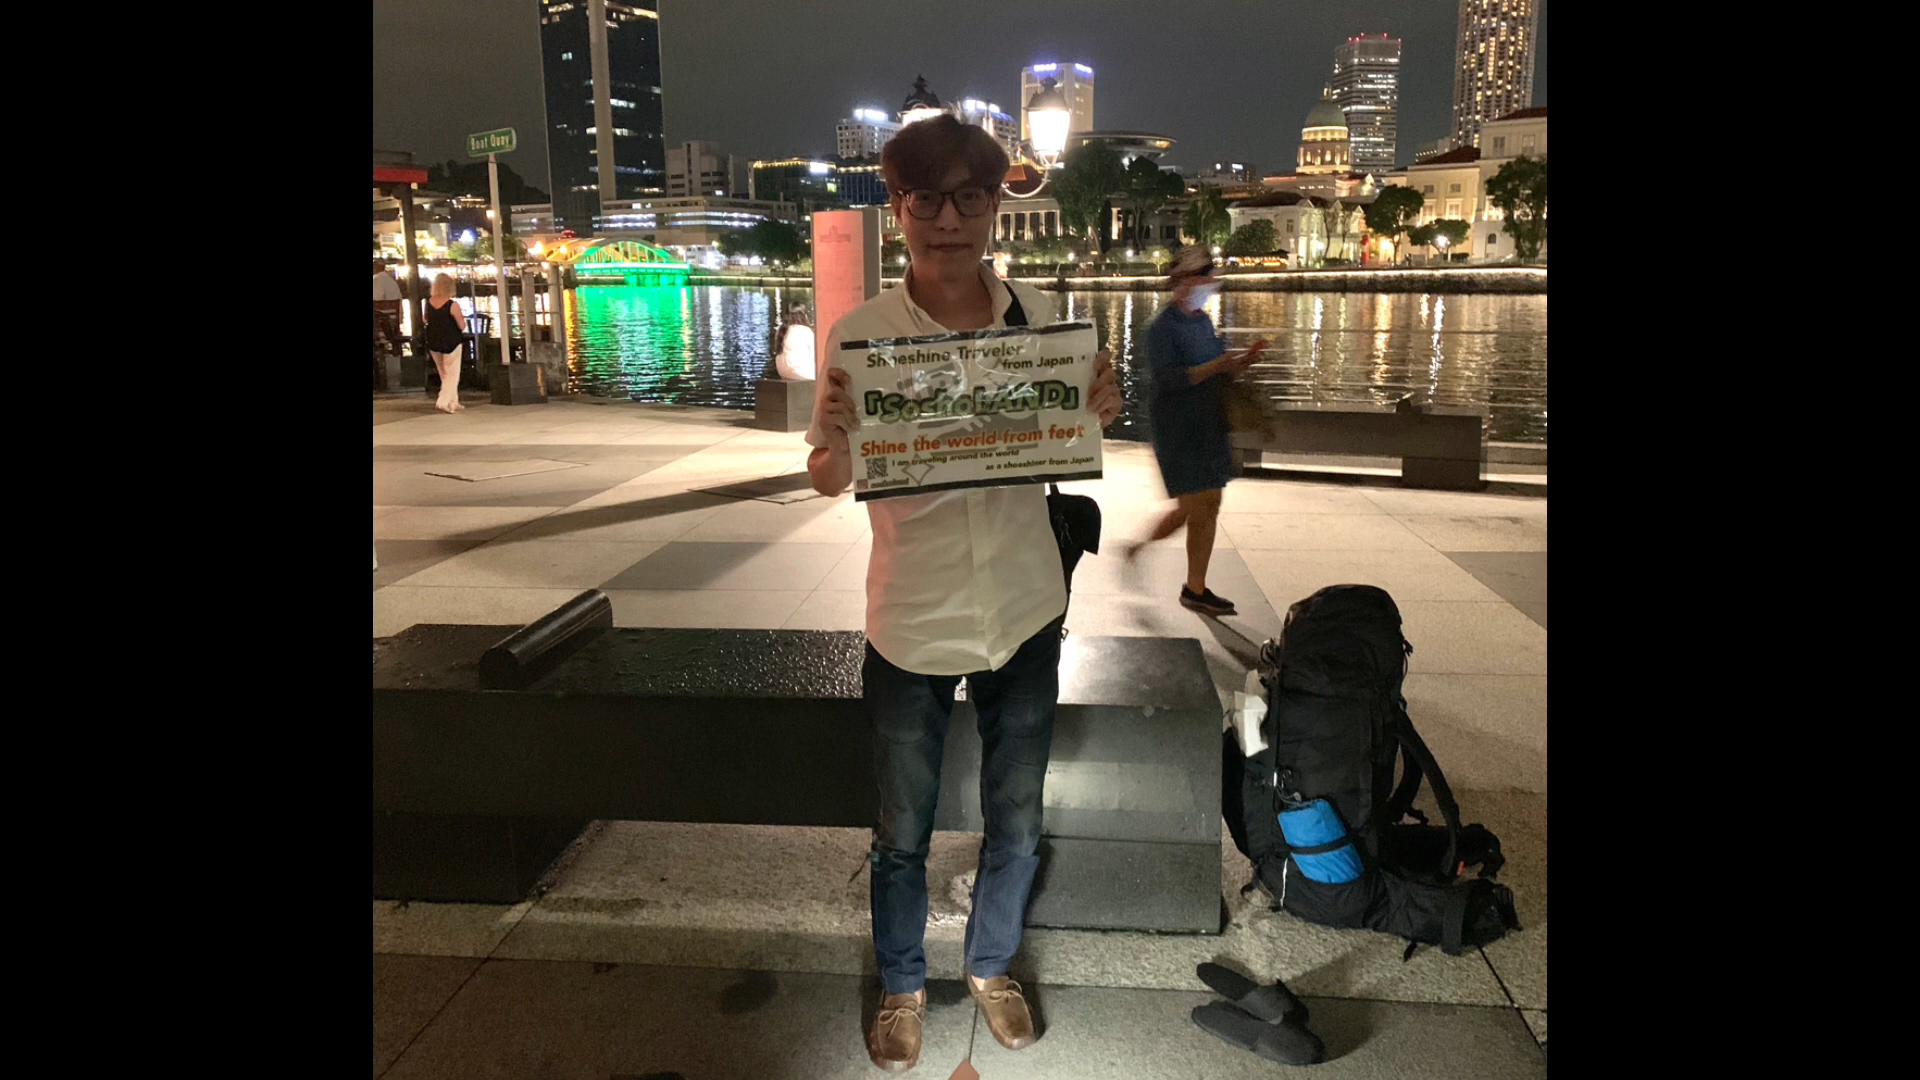 Boat Quay
Shoeshine Traveler
from Japan
「SoshoLAND」
Shine the world from feet
I am traveling around the world
as a shoeshiner from Japan